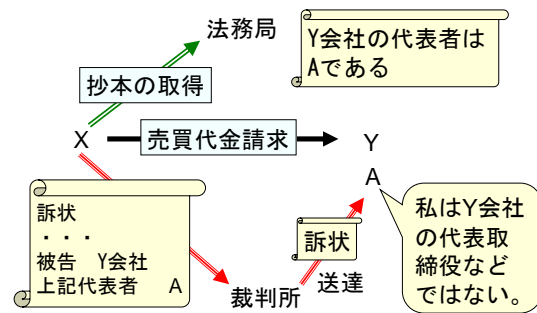 法務局
Y会社の代表者は
Aである
抄本の取得
X
売買代金請求
Y
A
訴状
・・・
被告　Y会社
上記代表者　　A
訴状
送達
裁判所
私はY会社
の代表取
締役など
ではない。